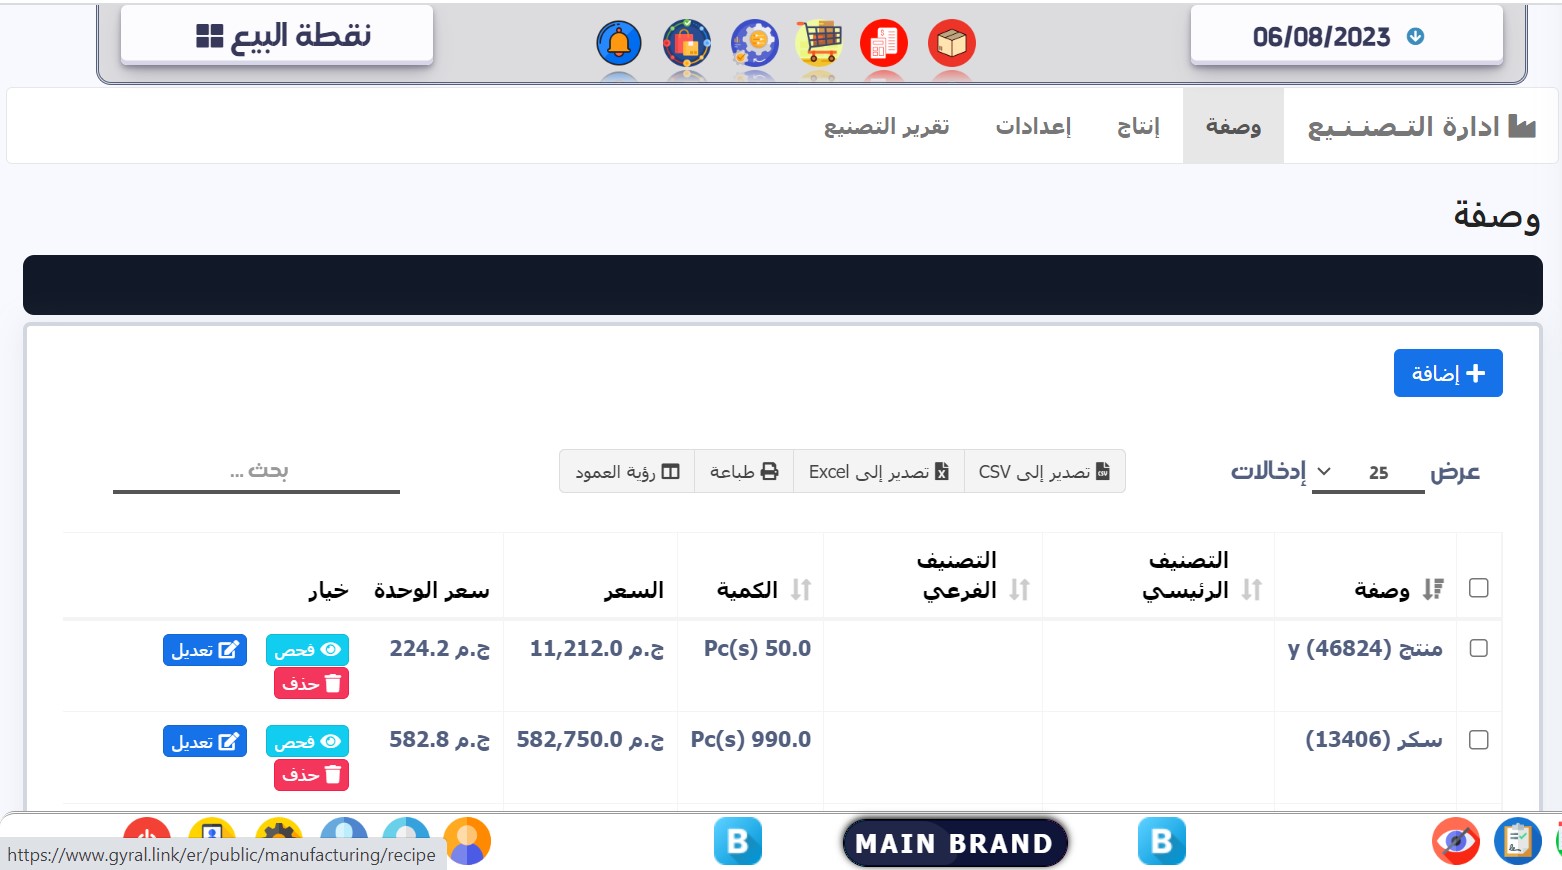 06/08/2023
نقطة البيع
ادارة التـصنـنـيع
وصفة
إنتاج
إعدادات
تقرير التصنيع
وصفة
إضافة
عرض 25 إدخالات
تصدير إلى CSV
تصدير إلى Excel
طباعة
رؤية العمود
بحث ...
وصفة
التصنيف الرئيسي
التصنيف الفرعي
الكمية
السعر
سعر الوحدة
خيار
منتج y (46824)
50.0 Pc(s)
ج.م 11,212.0
ج.م 224.2
فحص
تعديل
حذف
سكر (13406)
990.0 Pc(s)
ج.م 582,750.0
ج.م 582.8
فحص
تعديل
حذف
B
MAIN BRAND
B
https://www.gyral.link/er/public/manufacturing/recipe